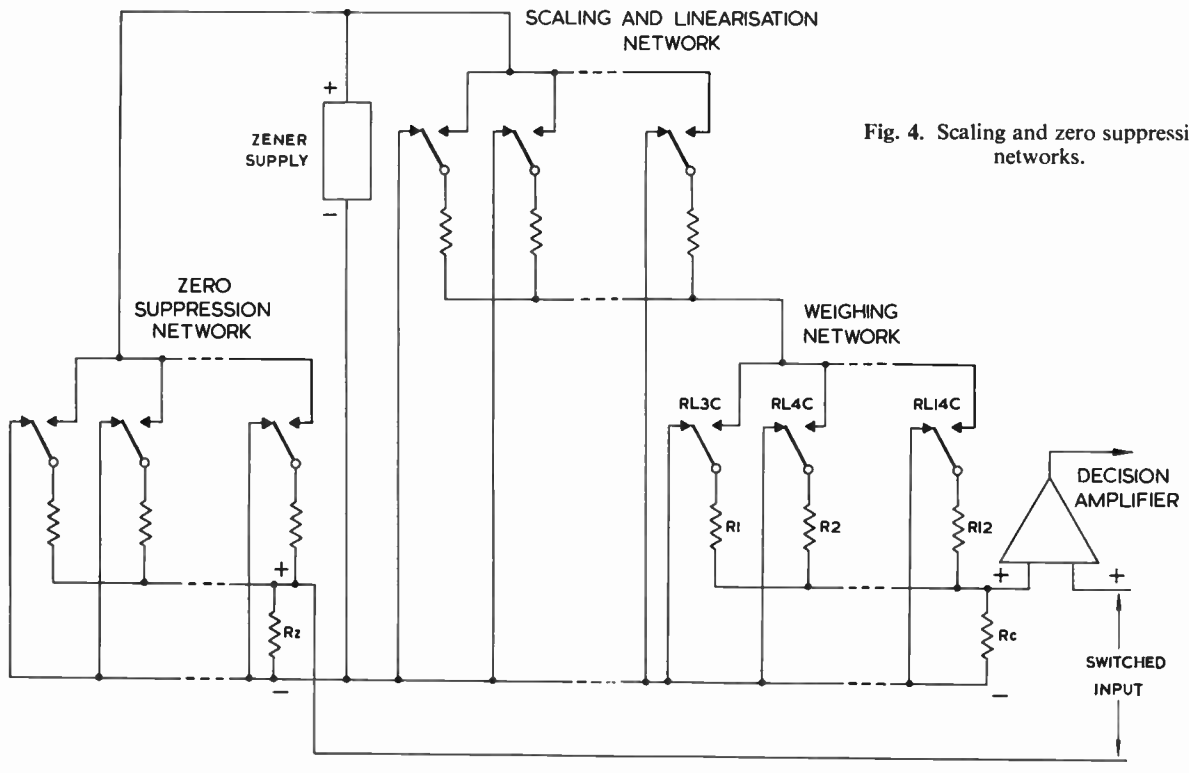 SCALING AND LINEARISATION
NETWORK
+
ZENER
SUPPLY
−
Fig. 4. Scaling and zero suppressi
networks.
ZERO
SUPPRESSION
NETWORK
WEIGHING
NETWORK
RL3C
RL4C
RL14C
DECISION
AMPLIFIER
R1
R2
R12
+
+
+
Rz
Rc
−
−
SWITCHED
INPUT